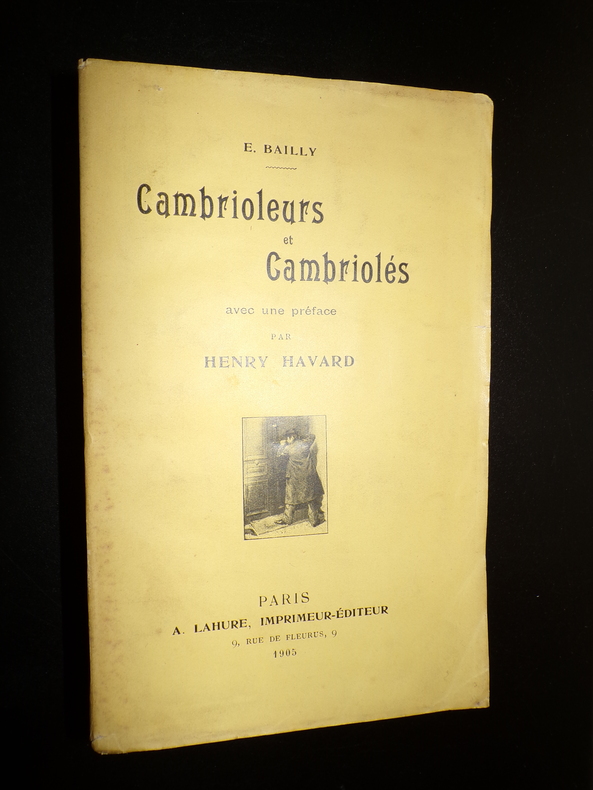 E. BAILLY
Cambrioleurs
et
Cambriolés
avec une préface
PAR
HENRY HAVARD
PARIS
A. LAHURE, IMPRIMEUR-ÉDITEUR
9, RUE DE FLEURUS, 9
1905